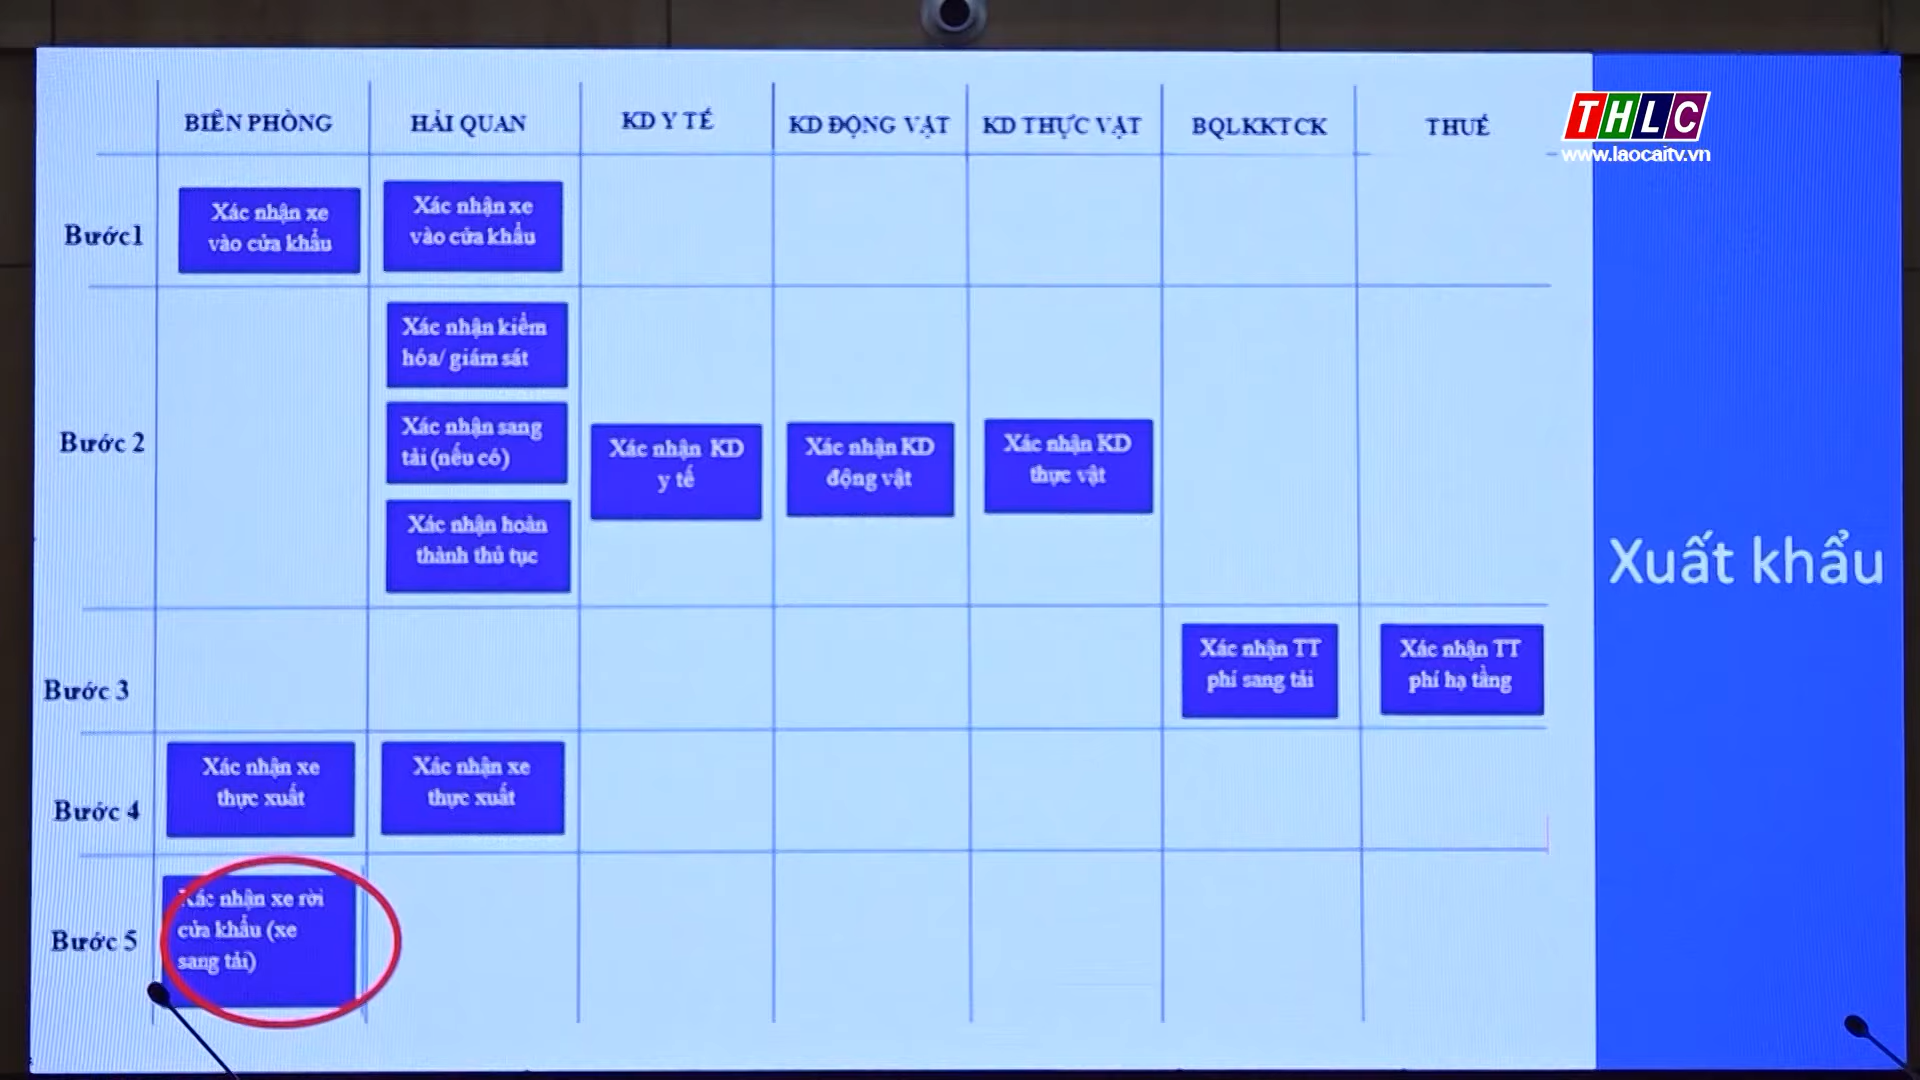 BIÊN PHÒNG
HẢI QUAN
KD Y TẾ
KD ĐỘNG VẬT
KD THỰC VẬT
BQLKKTCK
THUẾ
THLC
www.laocaitv.vn
Bước1
Xác nhận xe
vào cửa khẩu
Xác nhận xe
vào cửa khẩu
Bước 2
Xác nhận kiểm
hóa/ giám sát
Xác nhận sang
tải (nếu có)
Xác nhận hoàn
thành thủ tục
Xác nhận KD
y tế
Xác nhận KD
động vật
Xác nhận KD
thực vật
Xuất khẩu
Bước 3
Xác nhận TT
phí sang tải
Xác nhận TT
phí hạ tầng
Bước 4
Xác nhận xe
thực xuất
Xác nhận xe
thực xuất
Bước 5
Xác nhận xe rời
cửa khẩu (xe
sang tải)